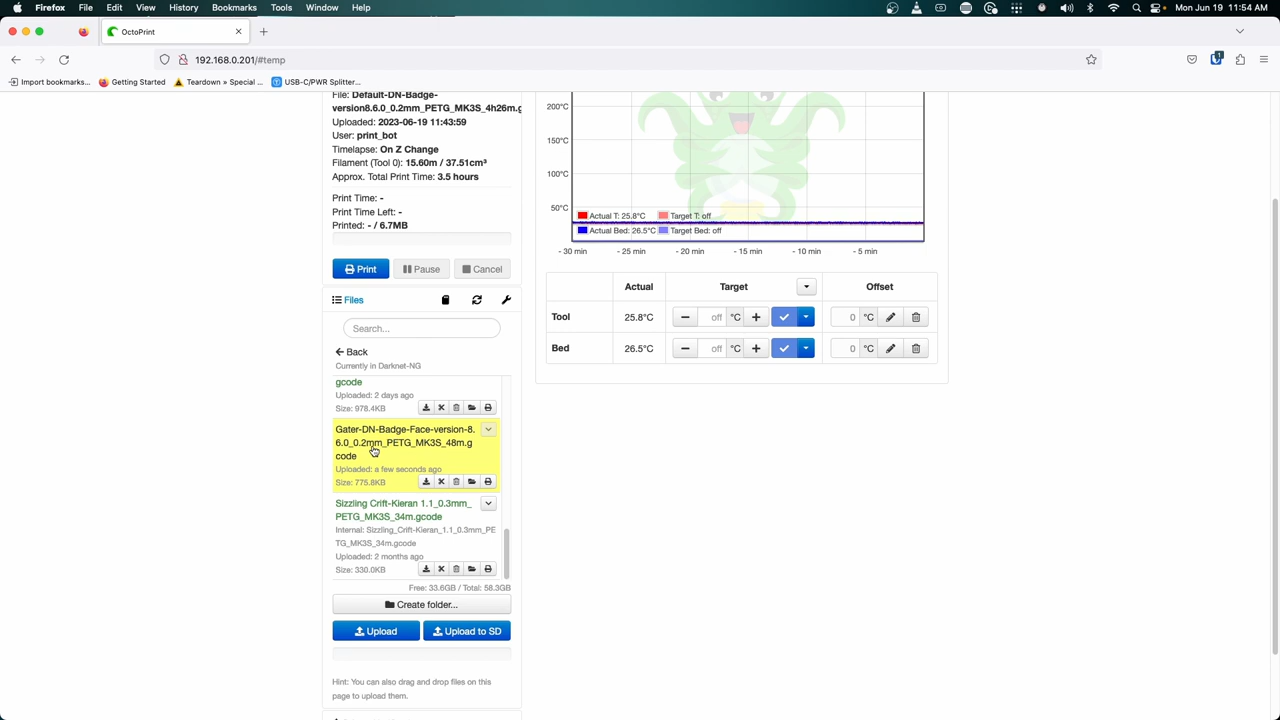 Firefox File Edit View History Bookmarks Tools Window Help Mon Jun 19 11:54 AM
OctoPrint
192.168.0.201/#temp
Import bookmarks... Getting Started Teardown » Special ... USB-C/PWR Splitter...
File: Default-DN-Badge-
version8.6.0_0.2mm_PETG_MK3S_4h26m.g
Uploaded: 2023-06-19 11:43:59
User: print_bot
Timelapse: On Z Change
Filament (Tool 0): 15.60m / 37.51cm³
Approx. Total Print Time: 3.5 hours
Print Time: -
Print Time Left: -
Printed: - / 6.7MB
Print Pause Cancel
Files
Search...
Back
Currently in Darknet-NG
gcode
Uploaded: 2 days ago
Size: 978.4KB
Gater-DN-Badge-Face-version-8.
6.0_0.2mm_PETG_MK3S_48m.g
code
Uploaded: a few seconds ago
Size: 775.8KB
Sizzling Crift-Kieran 1.1_0.3mm_
PETG_MK3S_34m.gcode
Internal: Sizzling_Crift-Kieran_1.1_0.3mm_PE
TG_MK3S_34m.gcode
Uploaded: 2 months ago
Size: 330.0KB
Free: 33.6GB / Total: 58.3GB
Create folder...
Upload Upload to SD
Hint: You can also drag and drop files on this
page to upload them.
200°C
150°C
100°C
50°C
Actual T: 25.8°C Target T: off
Actual Bed: 26.5°C Target Bed: off
- 30 min - 25 min - 20 min - 15 min - 10 min - 5 min
Actual Target Offset
Tool 25.8°C off °C 0 °C
Bed 26.5°C off °C 0 °C